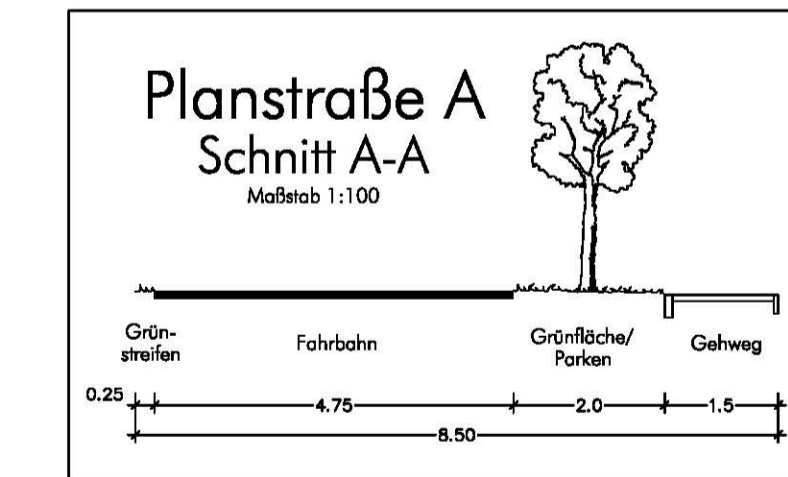 Planstraße A
Schnitt A-A
Maßstab 1:100
Grün-
streifen
Fahrbahn
Grünfläche/
Parken
Gehweg
0.25
4.75
2.0
1.5
8.50